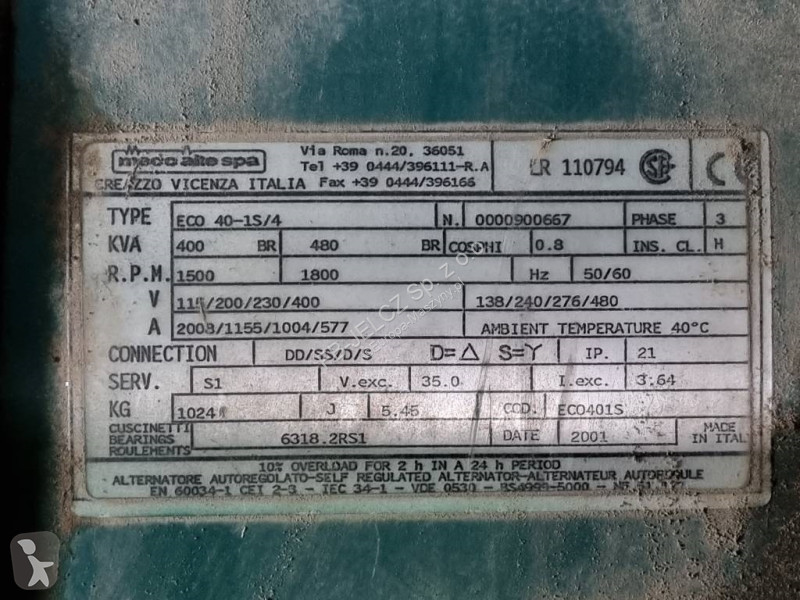 mecc alte spa
Via Roma n.20, 36051
Tel +39 0444/396111-R.A
CREAZZO VICENZA ITALIA Fax +39 0444/396166
LR 110794
TYPE ECO 40-1S/4 N. 0000900667 PHASE 3
KVA 400 BR 480 BR COSPHI 0.8 INS. CL. H
R.P.M. 1500 1800 Hz 50/60
V 115/200/230/400 138/240/276/480
A 2008/1155/1004/577 AMBIENT TEMPERATURE 40°C
CONNECTION DD/SS/D/S D=△ S=Y IP. 21
SERV. S1 V.exc. 35.0 I.exc. 3.64
KG 1024 J 5.45 COD. ECO401S
CUSCINETTI
BEARINGS
ROULEMENTS
6318.2RS1 DATE 2001
MADE
IN ITALY
10% OVERLOAD FOR 2 h IN A 24 h PERIOD
ALTERNATORE AUTOREGOLATO-SELF REGULATED ALTERNATOR-ALTERNATEUR AUTOREGULE
EN 60034-1 CEI 2-3 - IEC 34-1 - VDE 0530 - BS4999-5000